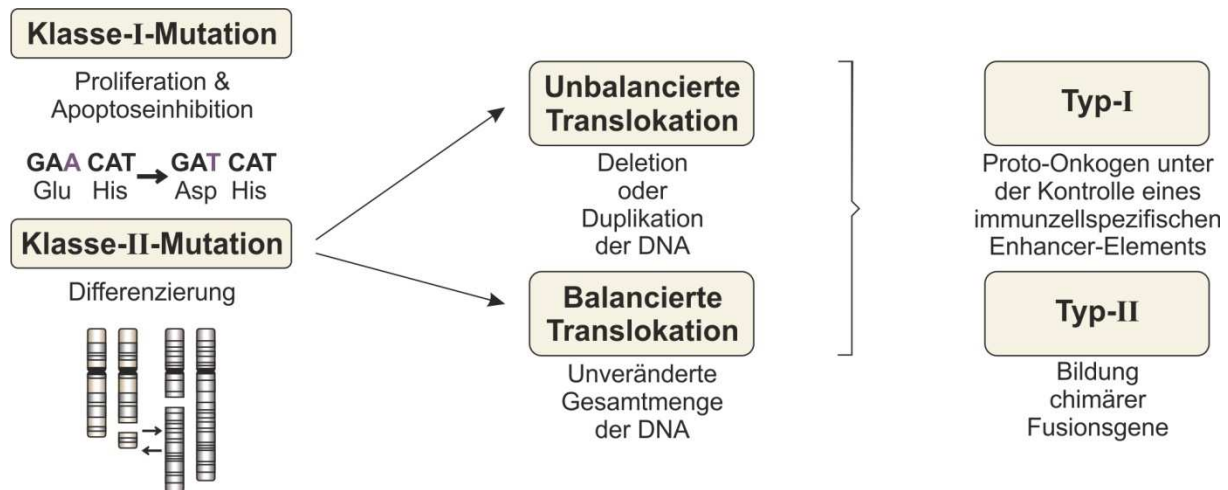 Klasse-I-Mutation
Proliferation &
Apoptoseinhibition
GAA CAT → GAT CAT
Glu His Asp His
Klasse-II-Mutation
Differenzierung
Unbalancierte
Translokation
Deletion
oder
Duplikation
der DNA
Balancierte
Translokation
Unveränderte
Gesamtmenge
der DNA
Typ-I
Proto-Onkogen unter
der Kontrolle eines
immunzellspezifischen
Enhancer-Elements
Typ-II
Bildung
chimärer
Fusionsgene